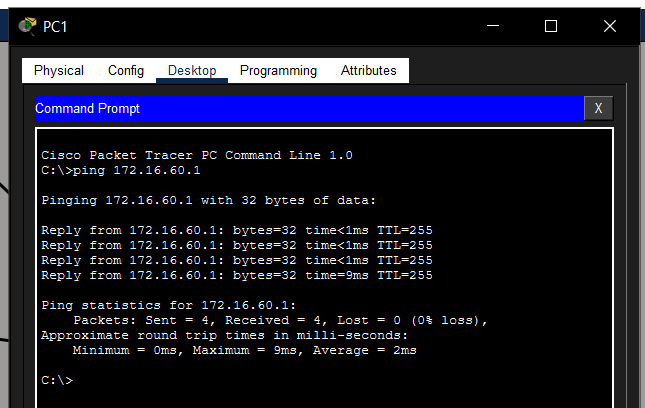 PC1
Physical Config Desktop Programming Attributes
Command Prompt X
Cisco Packet Tracer PC Command Line 1.0
C:\>ping 172.16.60.1
Pinging 172.16.60.1 with 32 bytes of data:
Reply from 172.16.60.1: bytes=32 time<1ms TTL=255
Reply from 172.16.60.1: bytes=32 time<1ms TTL=255
Reply from 172.16.60.1: bytes=32 time<1ms TTL=255
Reply from 172.16.60.1: bytes=32 time=9ms TTL=255
Ping statistics for 172.16.60.1:
Packets: Sent = 4, Received = 4, Lost = 0 (0% loss),
Approximate round trip times in milli-seconds:
Minimum = 0ms, Maximum = 9ms, Average = 2ms
C:\>